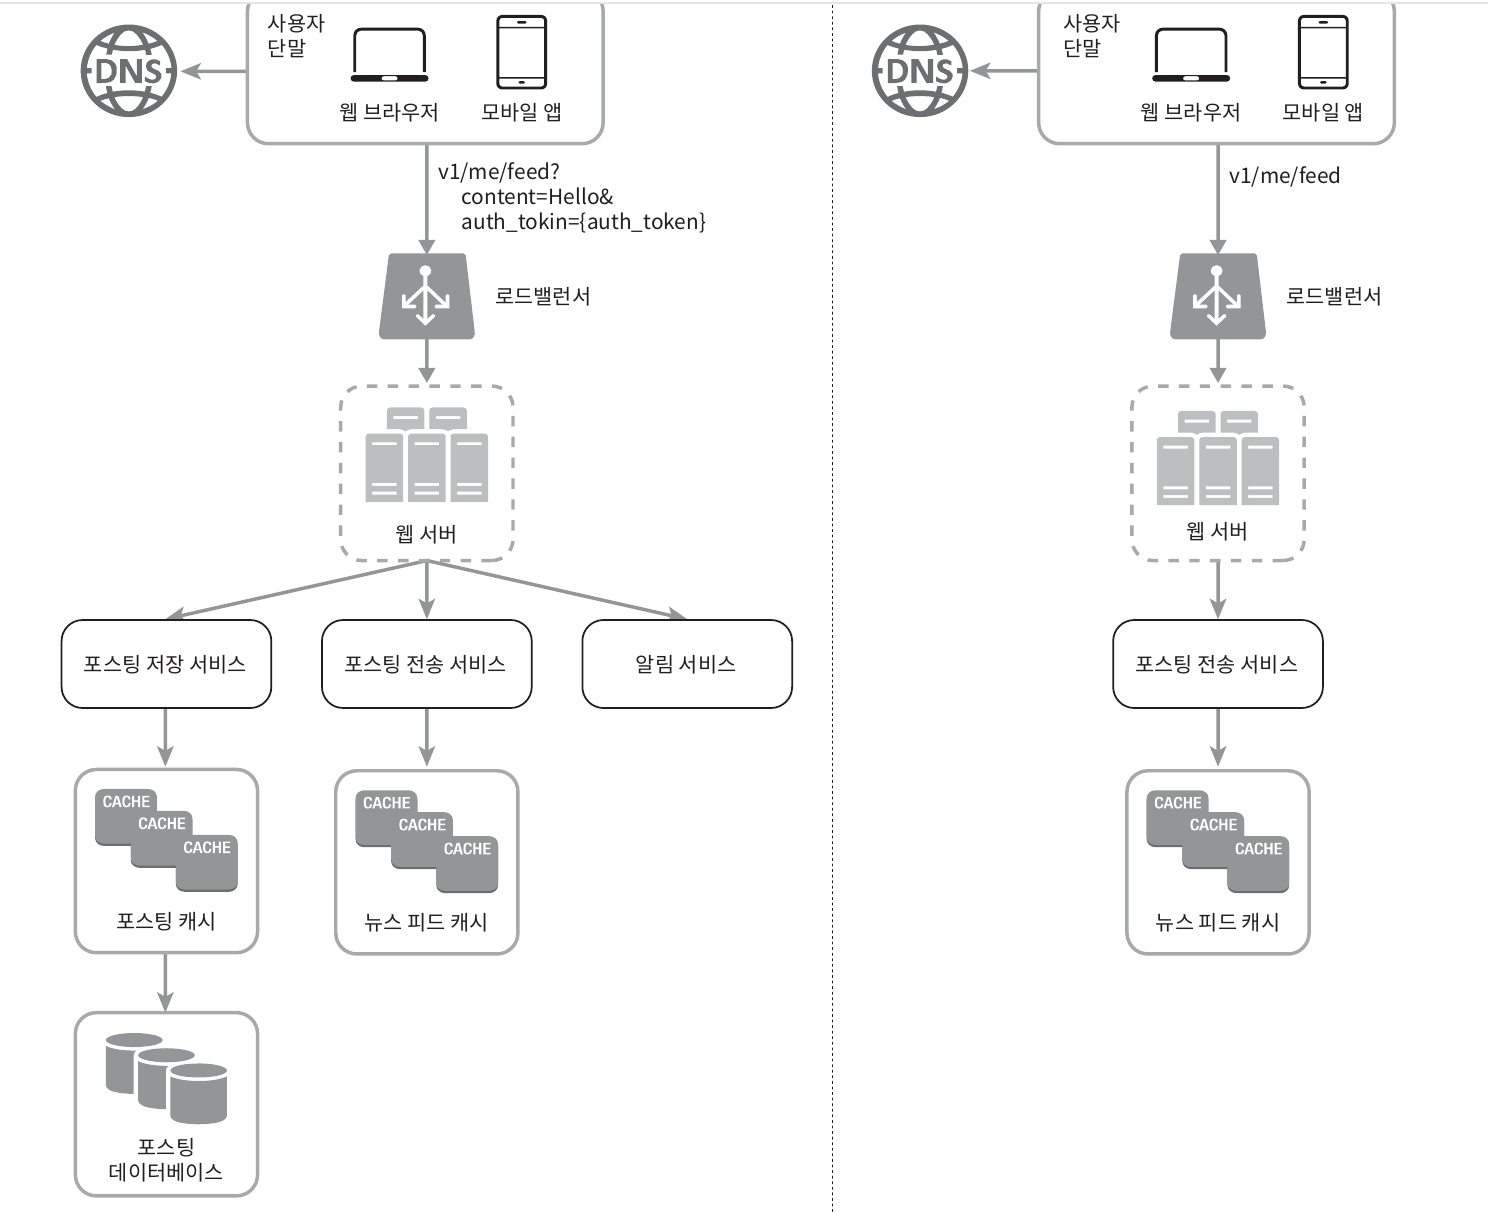 사용자
단말
DNS
웹 브라우저
모바일 앱
v1/me/feed?
content=Hello&
auth_tokin={auth_token}
로드밸런서
웹 서버
포스팅 저장 서비스
포스팅 전송 서비스
알림 서비스
CACHE
CACHE
CACHE
포스팅 캐시
CACHE
CACHE
CACHE
뉴스 피드 캐시
포스팅
데이터베이스
사용자
단말
DNS
웹 브라우저
모바일 앱
v1/me/feed
로드밸런서
웹 서버
포스팅 전송 서비스
CACHE
CACHE
CACHE
뉴스 피드 캐시